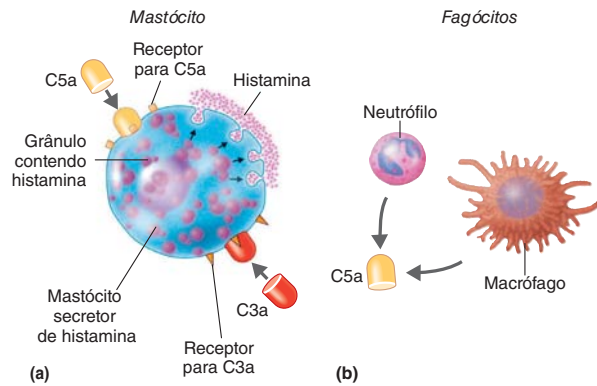 Mastócito
Fagócitos
Receptor
para C5a
C5a
Histamina
Grânulo
contendo
histamina
Mastócito
secretor
de histamina
C3a
Receptor
para C3a
(a)
Neutrófilo
C5a
Macrófago
(b)